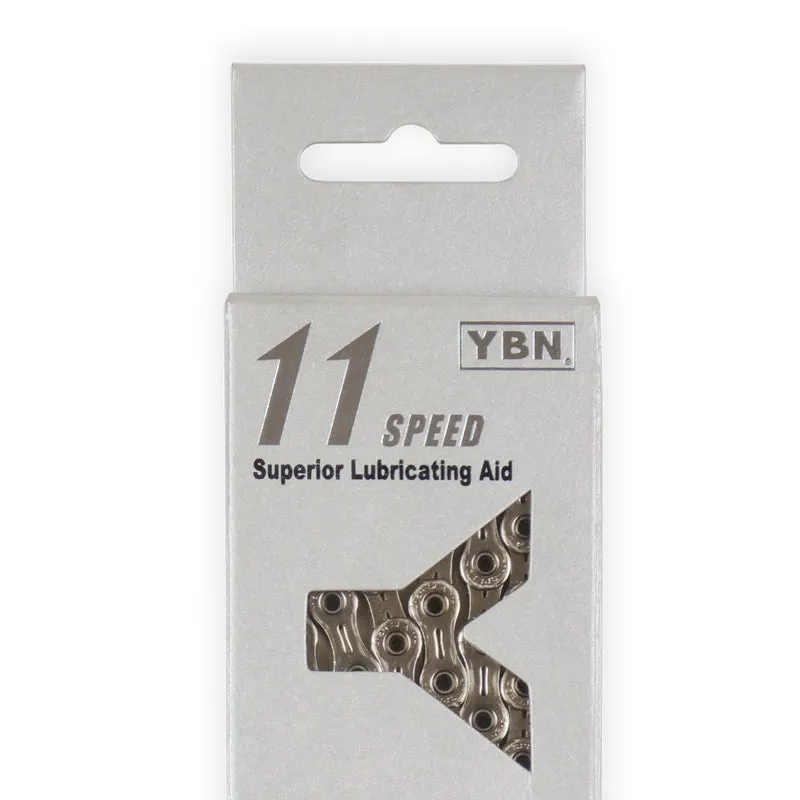 YBN
11 SPEED
Superior Lubricating Aid